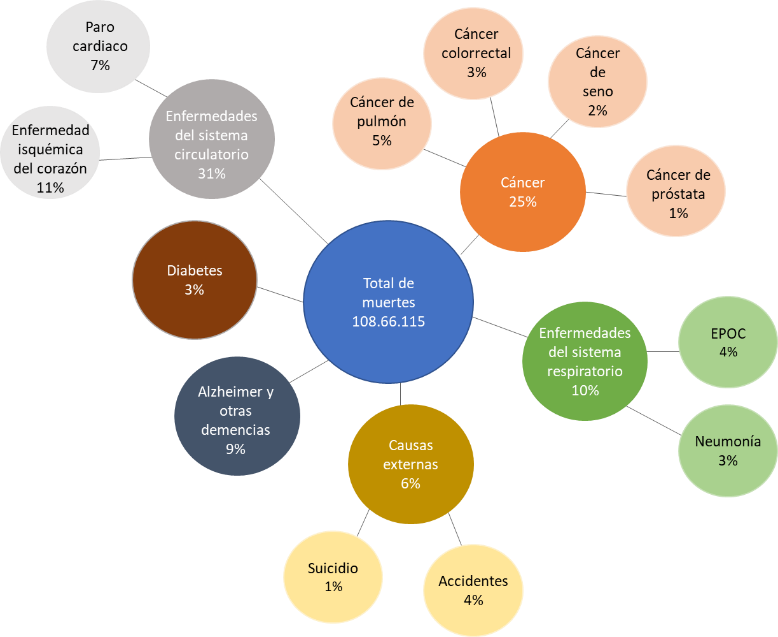 Paro
cardiaco
7%
Enfermedad
isquémica
del corazón
11%
Enfermedades
del sistema
circulatorio
31%
Cáncer de
pulmón
5%
Cáncer
colorrectal
3%
Cáncer
de
seno
2%
Cáncer de
próstata
1%
Cáncer
25%
Diabetes
3%
Total de
muertes
108.66.115
Enfermedades
del sistema
respiratorio
10%
EPOC
4%
Neumonía
3%
Alzheimer y
otras
demencias
9%
Causas
externas
6%
Suicidio
1%
Accidentes
4%